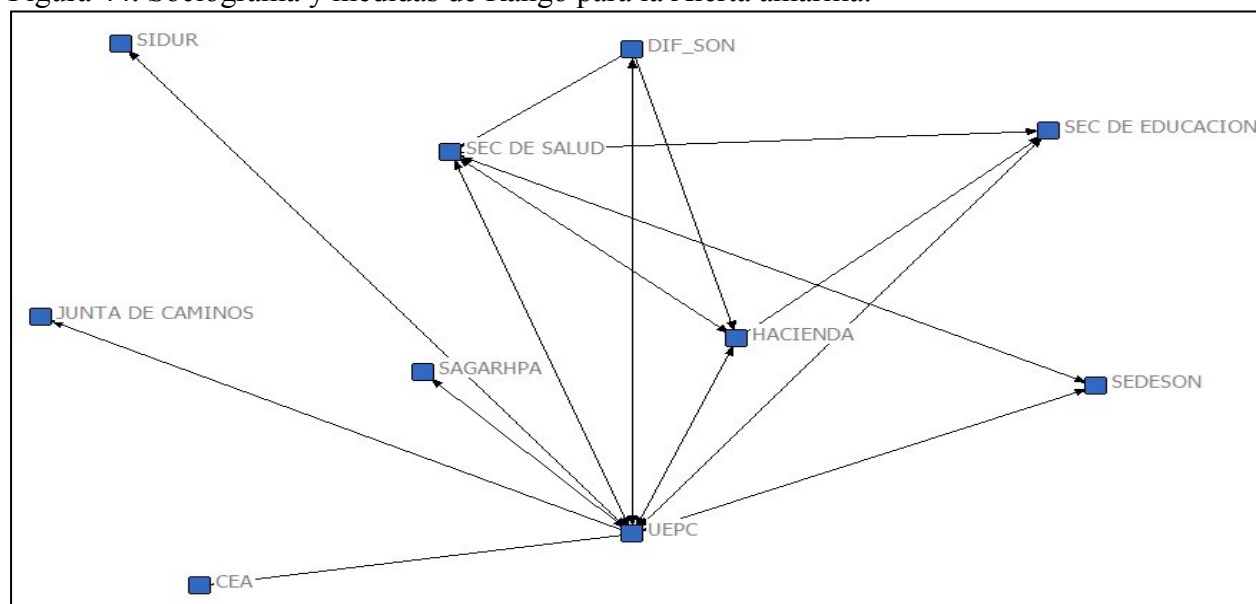 Figura 44. Sociograma y medidas de Rango para la Alerta amarilla.
SIDUR
DIF_SON
SEC DE EDUCACION
SEC DE SALUD
JUNTA DE CAMINOS
HACIENDA
SAGARHPA
SEDESON
UEPC
CEA